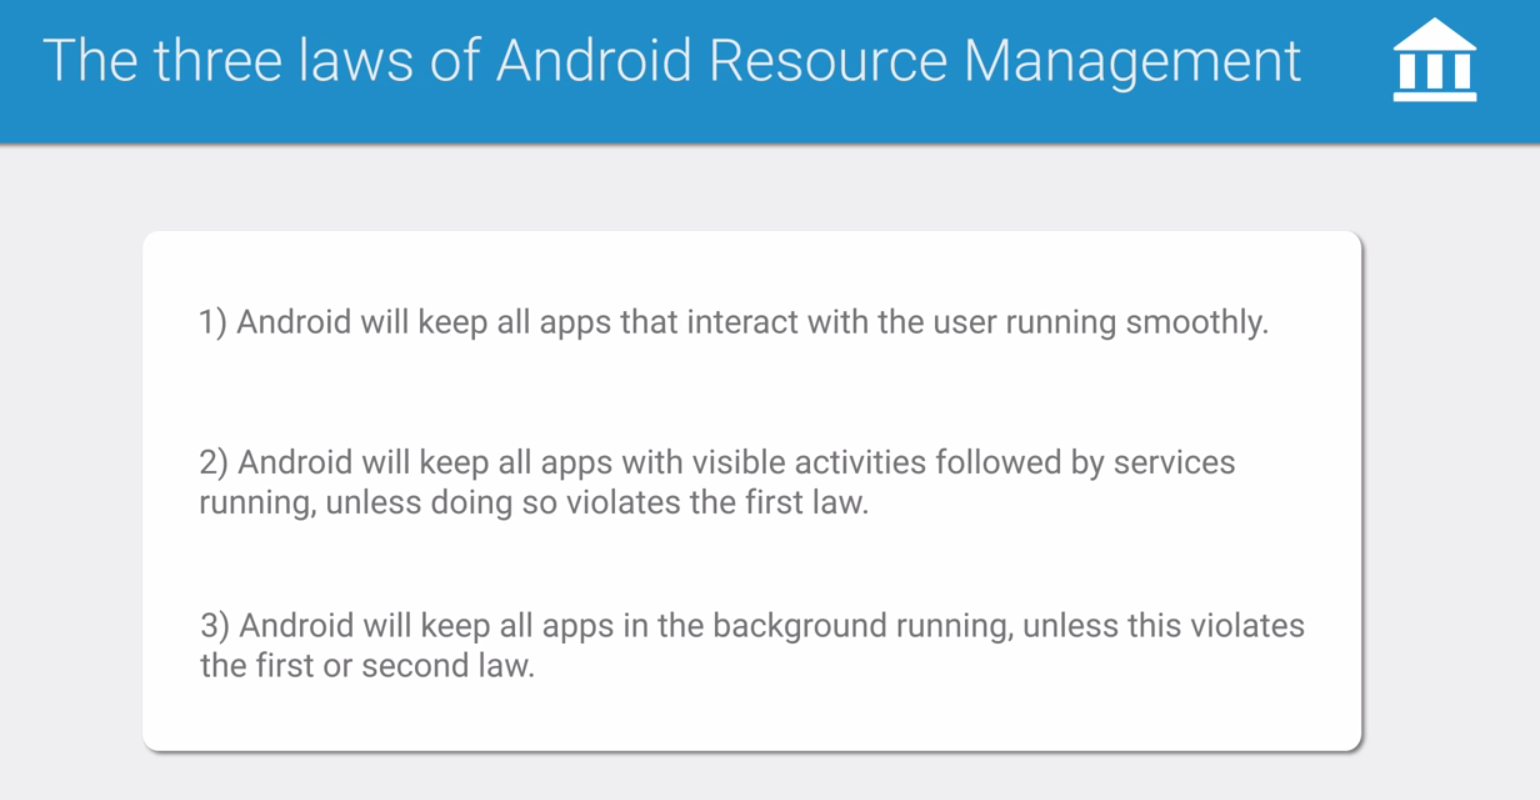 The three laws of Android Resource Management
1) Android will keep all apps that interact with the user running smoothly.
2) Android will keep all apps with visible activities followed by services
running, unless doing so violates the first law.
3) Android will keep all apps in the background running, unless this violates
the first or second law.